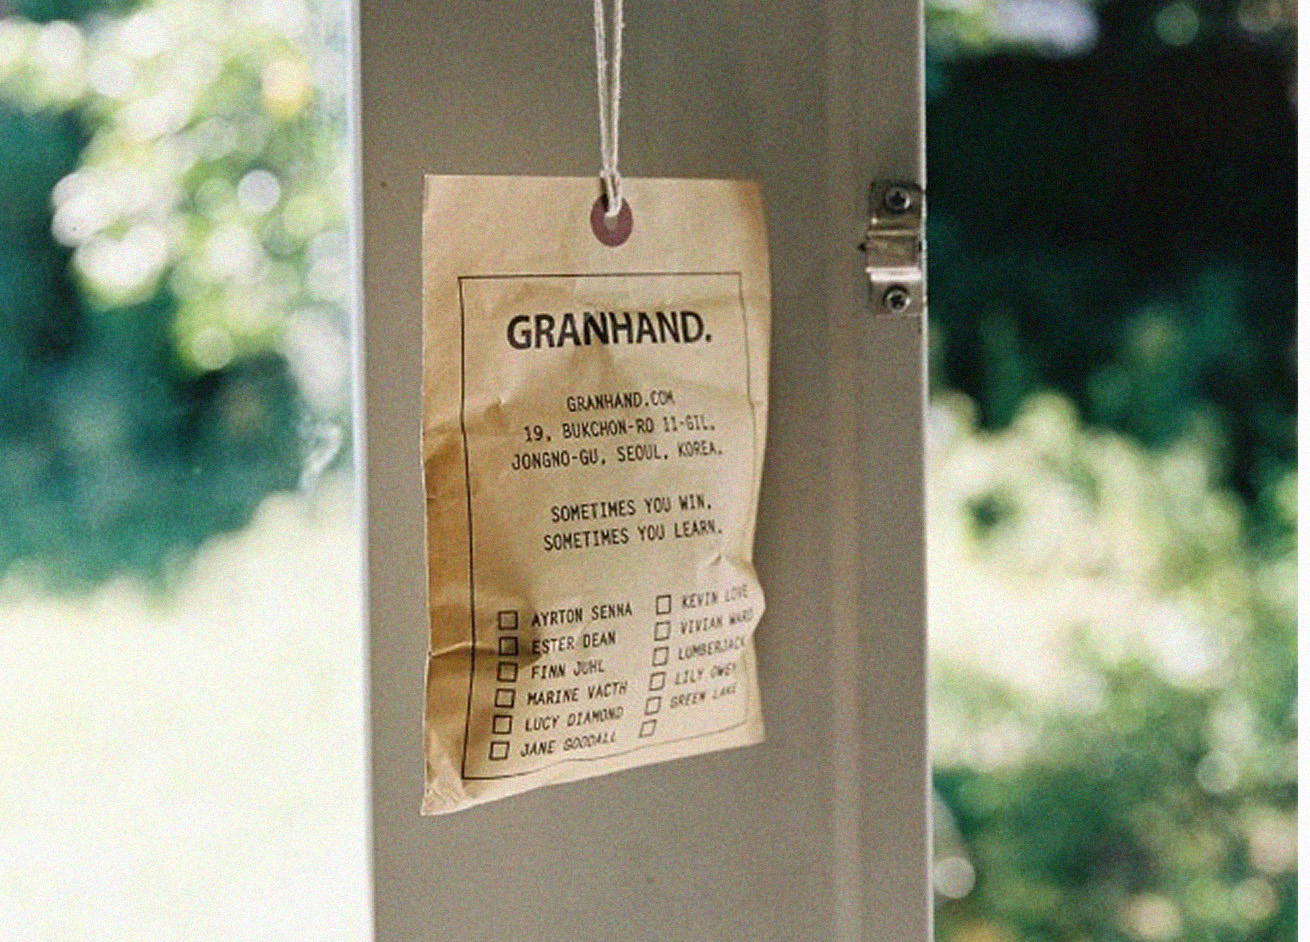 GRANHAND.
GRANHAND.COM
19, BUKCHON-RO 11-GIL,
JONGNO-GU, SEOUL, KOREA.
SOMETIMES YOU WIN,
SOMETIMES YOU LEARN.
AYRTON SENNA
ESTER DEAN
FINN JUHL
MARINE VACTH
LUCY DIAMOND
JANE GOODALL
KEVIN LOVE
VIVIAN WARD
LUMBERJACK
LILY OWEN
GREEN LAKE